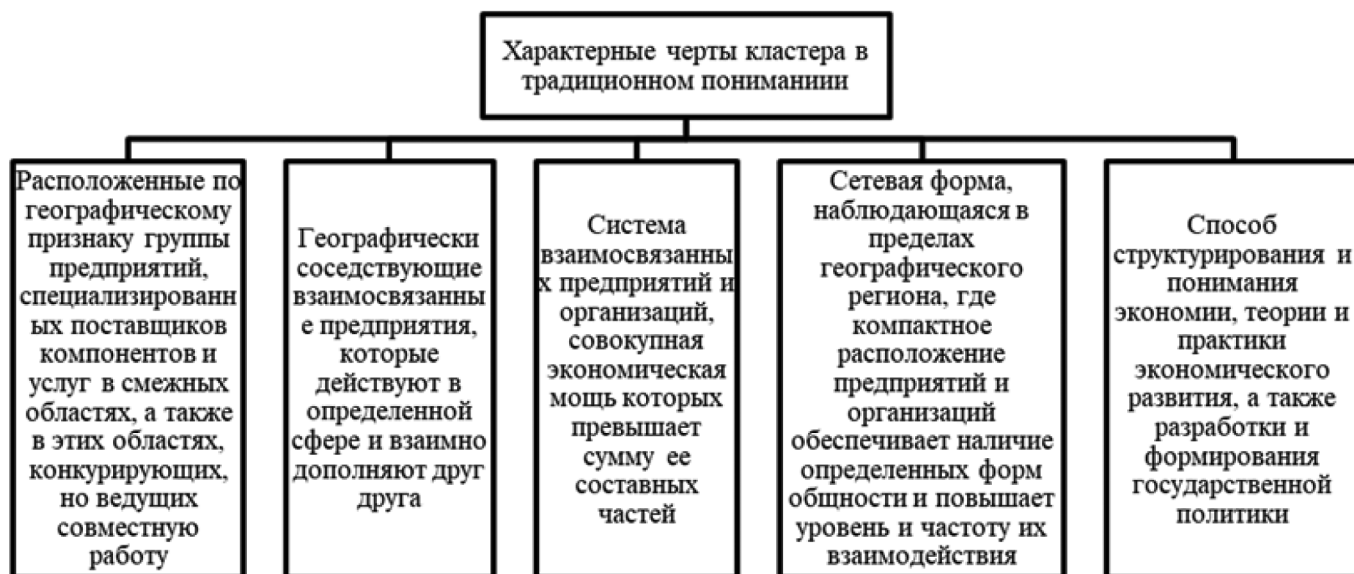 Характерные черты кластера в
традиционном пониманиии
Расположенные по
географическому
признаку группы
предприятий,
специализированн
ых поставщиков
компонентов и
услуг в смежных
областях, а также
в этих областях,
конкурирующих,
но ведущих
совместную
работу
Географически
соседствующие
взаимосвязанны
е предприятия,
которые
действуют в
определенной
сфере и взаимно
дополняют друг
друга
Система
взаимосвязанны
х предприятий и
организаций,
совокупная
экономическая
мощь которых
превышает
сумму ее
составных
частей
Сетевая форма,
наблюдающаяся в
пределах
географического
региона, где
компактное
расположение
предприятий и
организаций
обеспечивает наличие
определенных форм
общности и повышает
уровень и частоту их
взаимодействия
Способ
структурирования и
понимания
экономии, теории и
практики
экономического
развития, а также
разработки и
формирования
государственной
политики